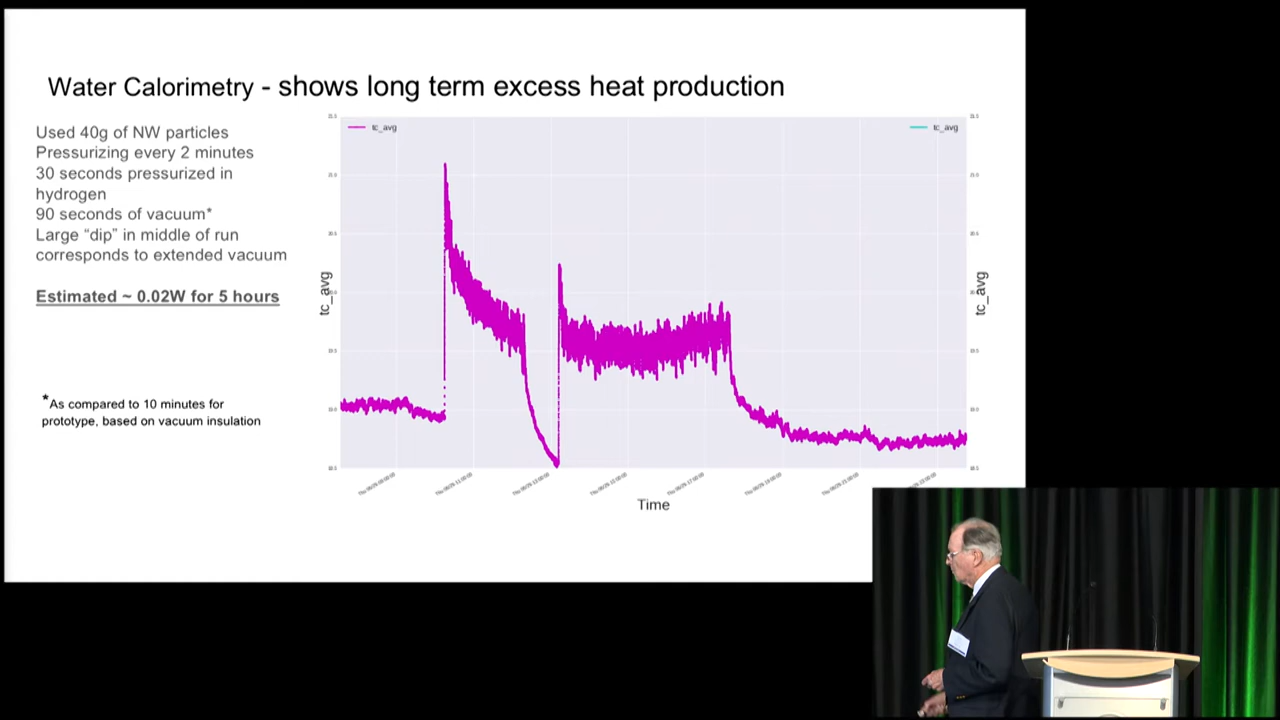 Water Calorimetry - shows long term excess heat production
Used 40g of NW particles
Pressurizing every 2 minutes
30 seconds pressurized in
hydrogen
90 seconds of vacuum*
Large “dip” in middle of run
corresponds to extended vacuum
Estimated ~ 0.02W for 5 hours
*As compared to 10 minutes for
prototype, based on vacuum insulation
tc_avg
tc_avg
tc_avg
tc_avg
Time